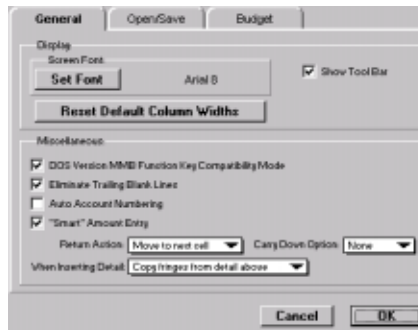 General Open/Save Budget
Display
Screen Font
Set Font Arial 8 Show Tool Bar
Reset Default Column Widths
Miscellaneous
DOS Version MMB Function Key Compatibility Mode
Eliminate Trailing Blank Lines
Auto Account Numbering
"Smart" Amount Entry
Return Action: Move to next cell Carry Down Option: None
When Inserting Detail: Copy fringes from detail above
Cancel OK